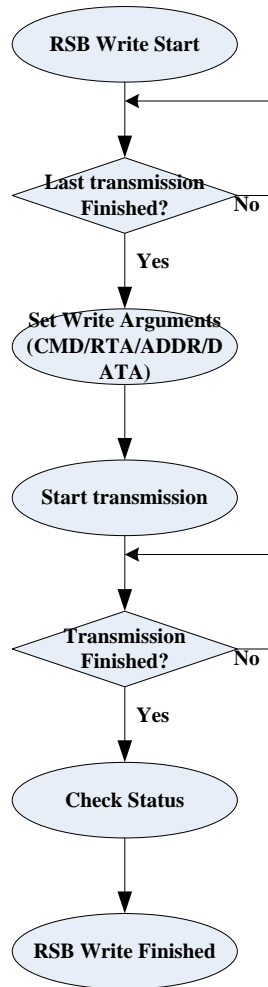 RSB Write Start
Last transmission
Finished?
No
Yes
Set Write Arguments
(CMD/RTA/ADDR/D
ATA)
Start transmission
Transmission
Finished?
No
Yes
Check Status
RSB Write Finished